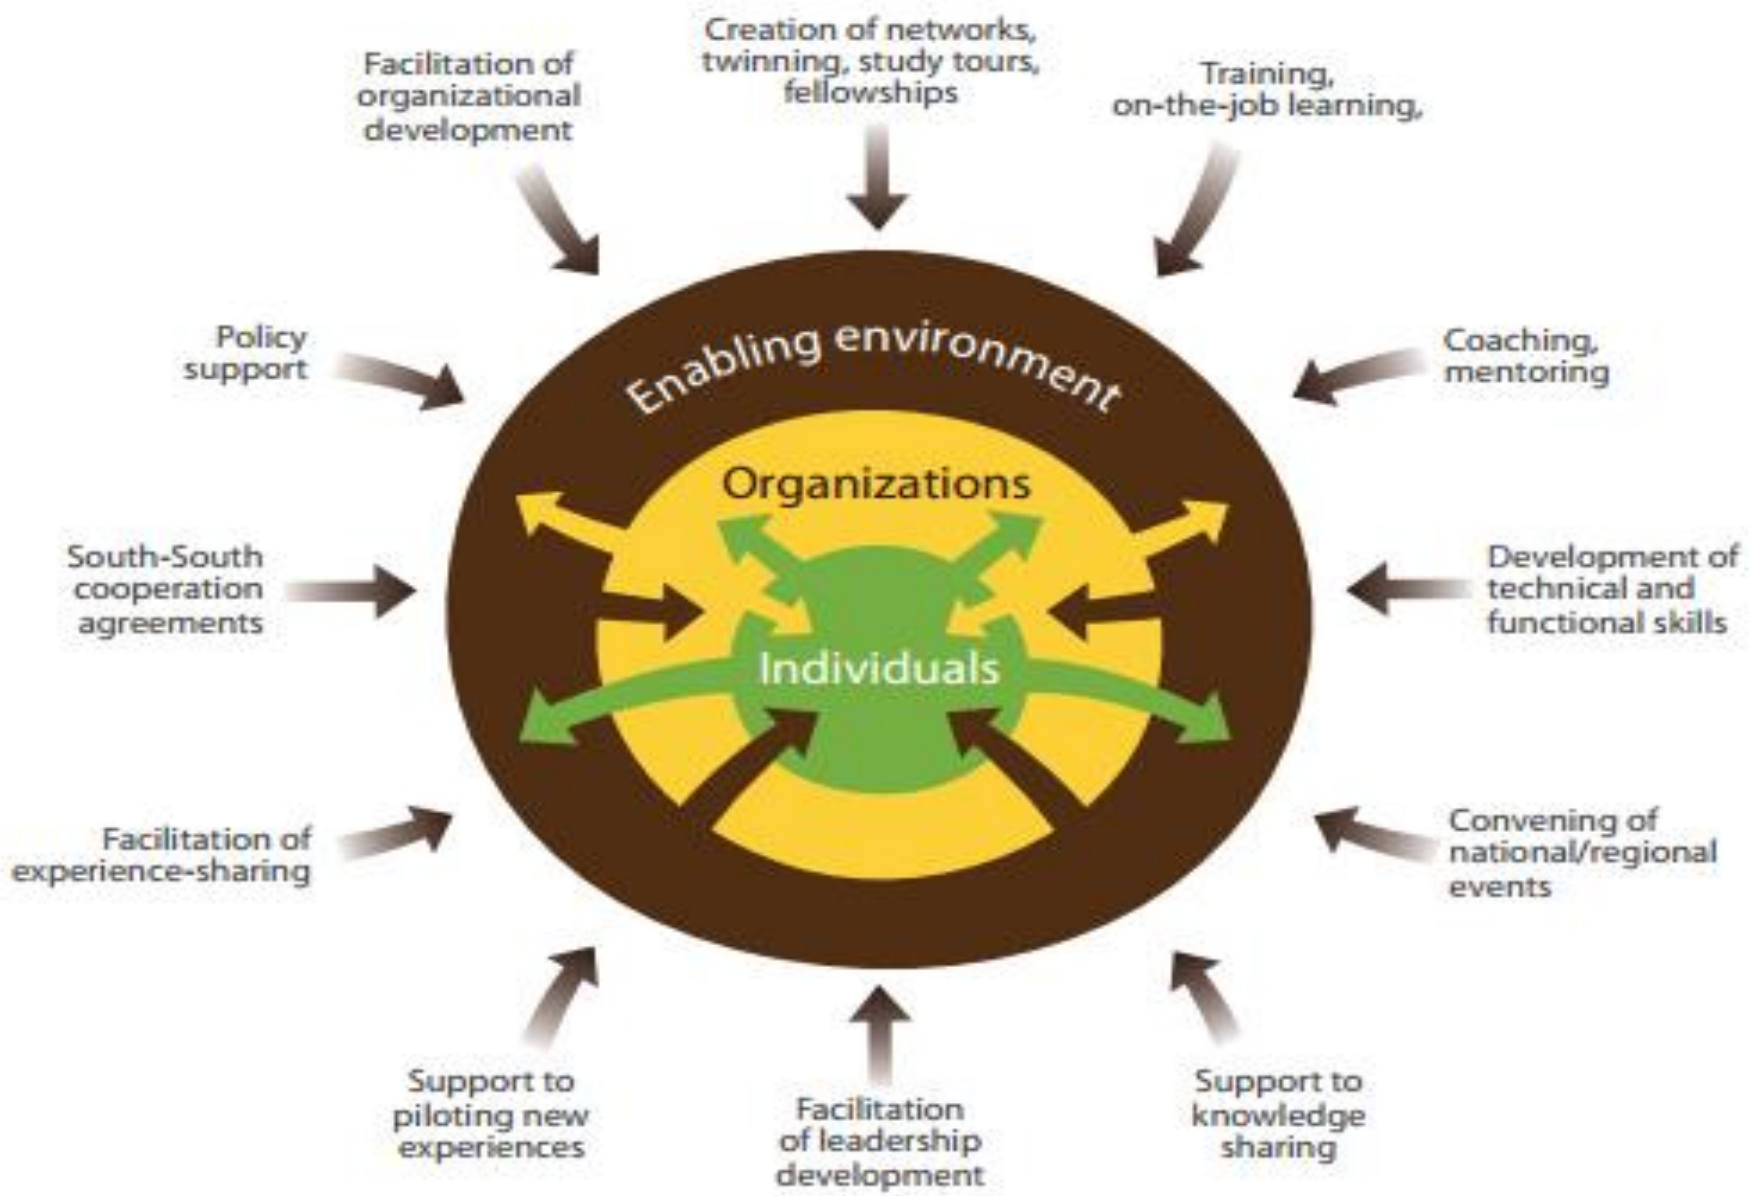 Creation of networks,
twinning, study tours,
fellowships
Facilitation of
organizational
development
Training,
on-the-job learning,
Policy
support
Coaching,
mentoring
Enabling environment
Organizations
South-South
cooperation
agreements
Development of
technical and
functional skills
Individuals
Facilitation of
experience-sharing
Convening of
national/regional
events
Support to
piloting new
experiences
Facilitation
of leadership
development
Support to
knowledge
sharing